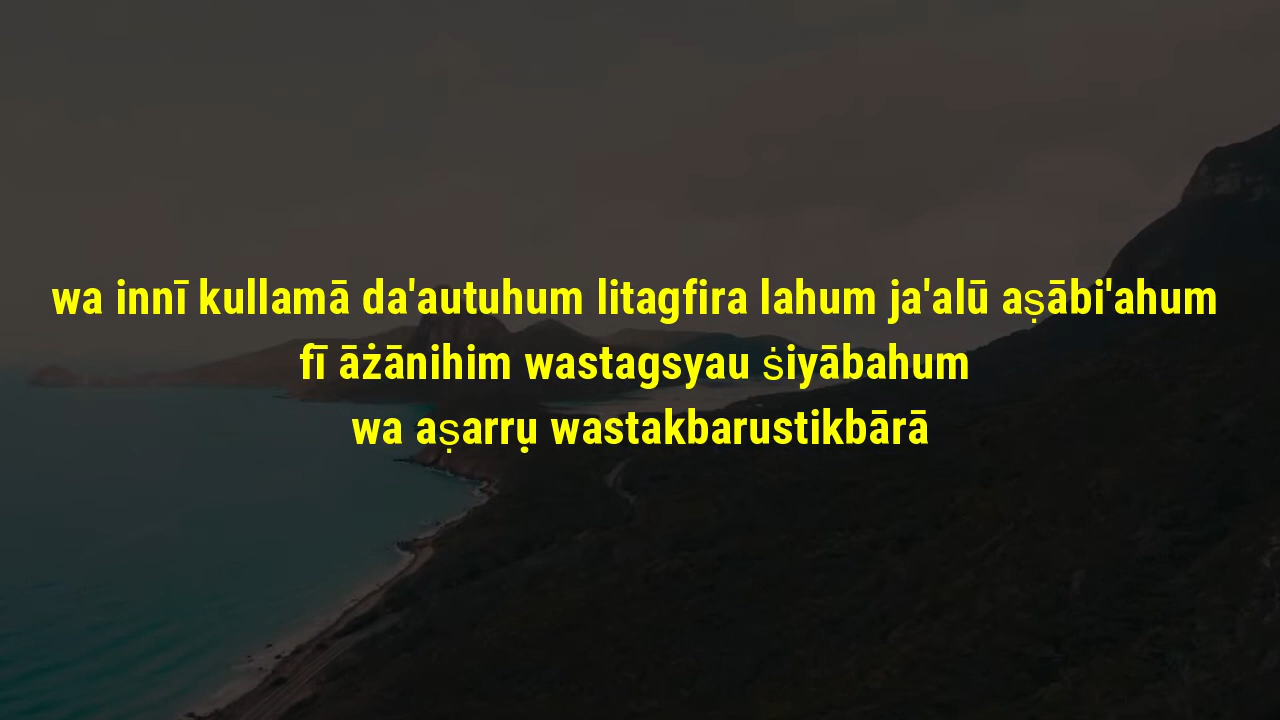 wa innī kullamā da'autuhum litagfira lahum ja'alū aṣābi'ahum
fī āżānihim wastagsyau ṡiyābahum
wa aṣarrụ wastakbarustikbārā